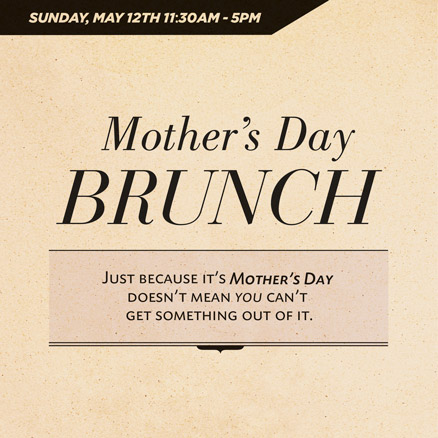 SUNDAY, MAY 12TH 11:30AM - 5PM
Mother's Day
BRUNCH
JUST BECAUSE IT'S MOTHER'S DAY
DOESN'T MEAN YOU CAN'T
GET SOMETHING OUT OF IT.